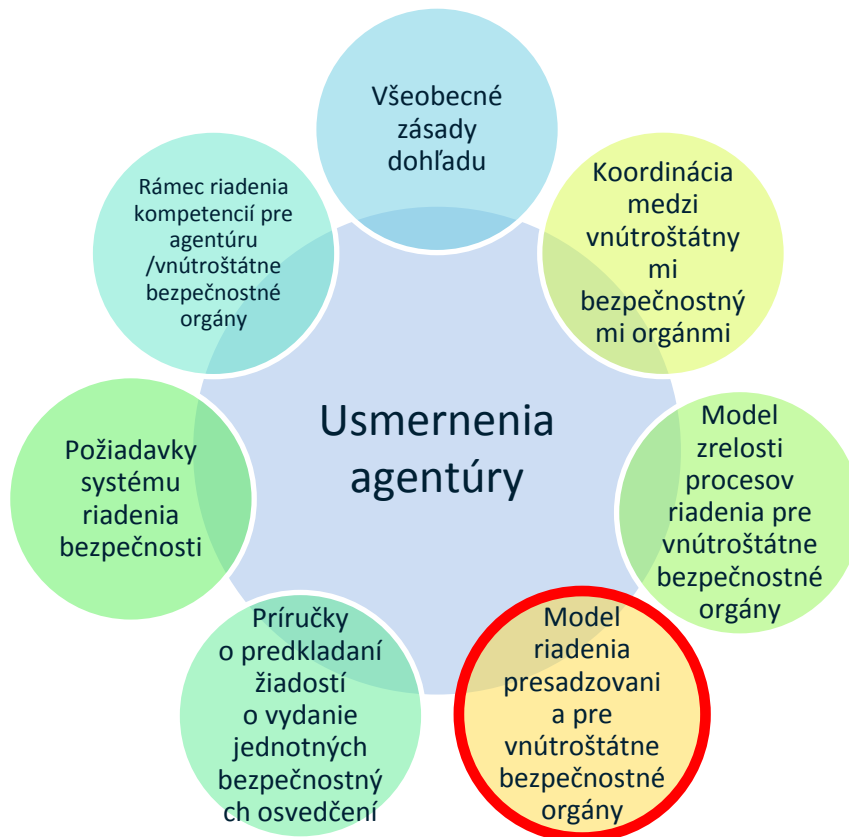 Všeobecné
zásady
dohľadu
Koordinácia
medzi
vnútroštátny
mi
bezpečnostný
mi orgánmi
Model
zrelosti
procesov
riadenia pre
vnútroštátne
bezpečnostné
orgány
Model
riadenia
presadzovani
a pre
vnútroštátne
bezpečnostné
orgány
Príručky
o predkladaní
žiadostí
o vydanie
jednotných
bezpečnostný
ch osvedčení
Požiadavky
systému
riadenia
bezpečnosti
Rámec riadenia
kompetencií pre
agentúru
/vnútroštátne
bezpečnostné
orgány
Usmernenia
agentúry